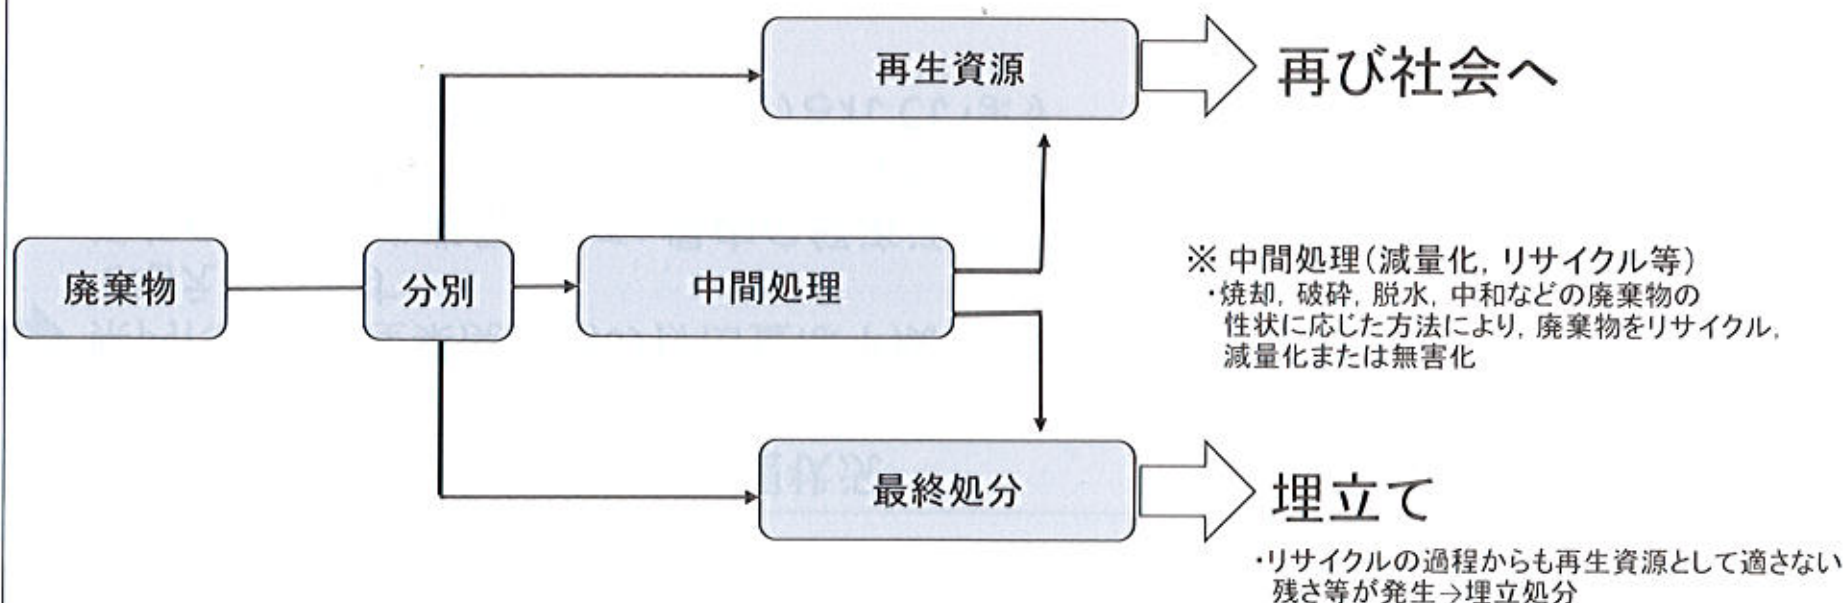 再生資源
再び社会へ
廃棄物
分別
中間処理
※ 中間処理(減量化, リサイクル等)
・焼却, 破砕, 脱水, 中和などの廃棄物の
性状に応じた方法により, 廃棄物をリサイクル,
減量化または無害化
最終処分
埋立て
・リサイクルの過程からも再生資源として適さない
残さ等が発生→埋立処分